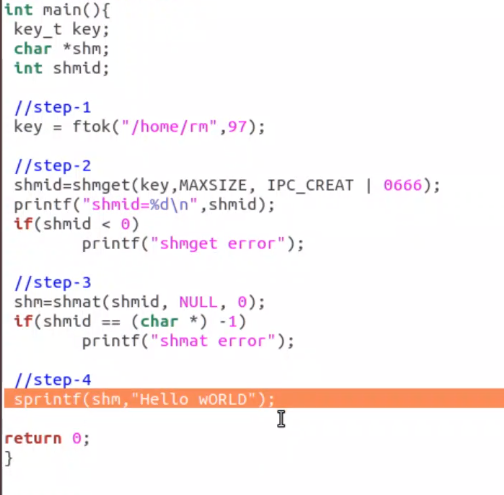 int main(){
key_t key;
char *shm;
int shmid;
//step-1
key = ftok("/home/rm",97);
//step-2
shmid=shmget(key,MAXSIZE, IPC_CREAT | 0666);
printf("shmid=%d\n",shmid);
if(shmid < 0)
printf("shmget error");
//step-3
shm=shmat(shmid, NULL, 0);
if(shmid == (char *) -1)
printf("shmat error");
//step-4
sprintf(shm,"Hello wORLD");
return 0;
}